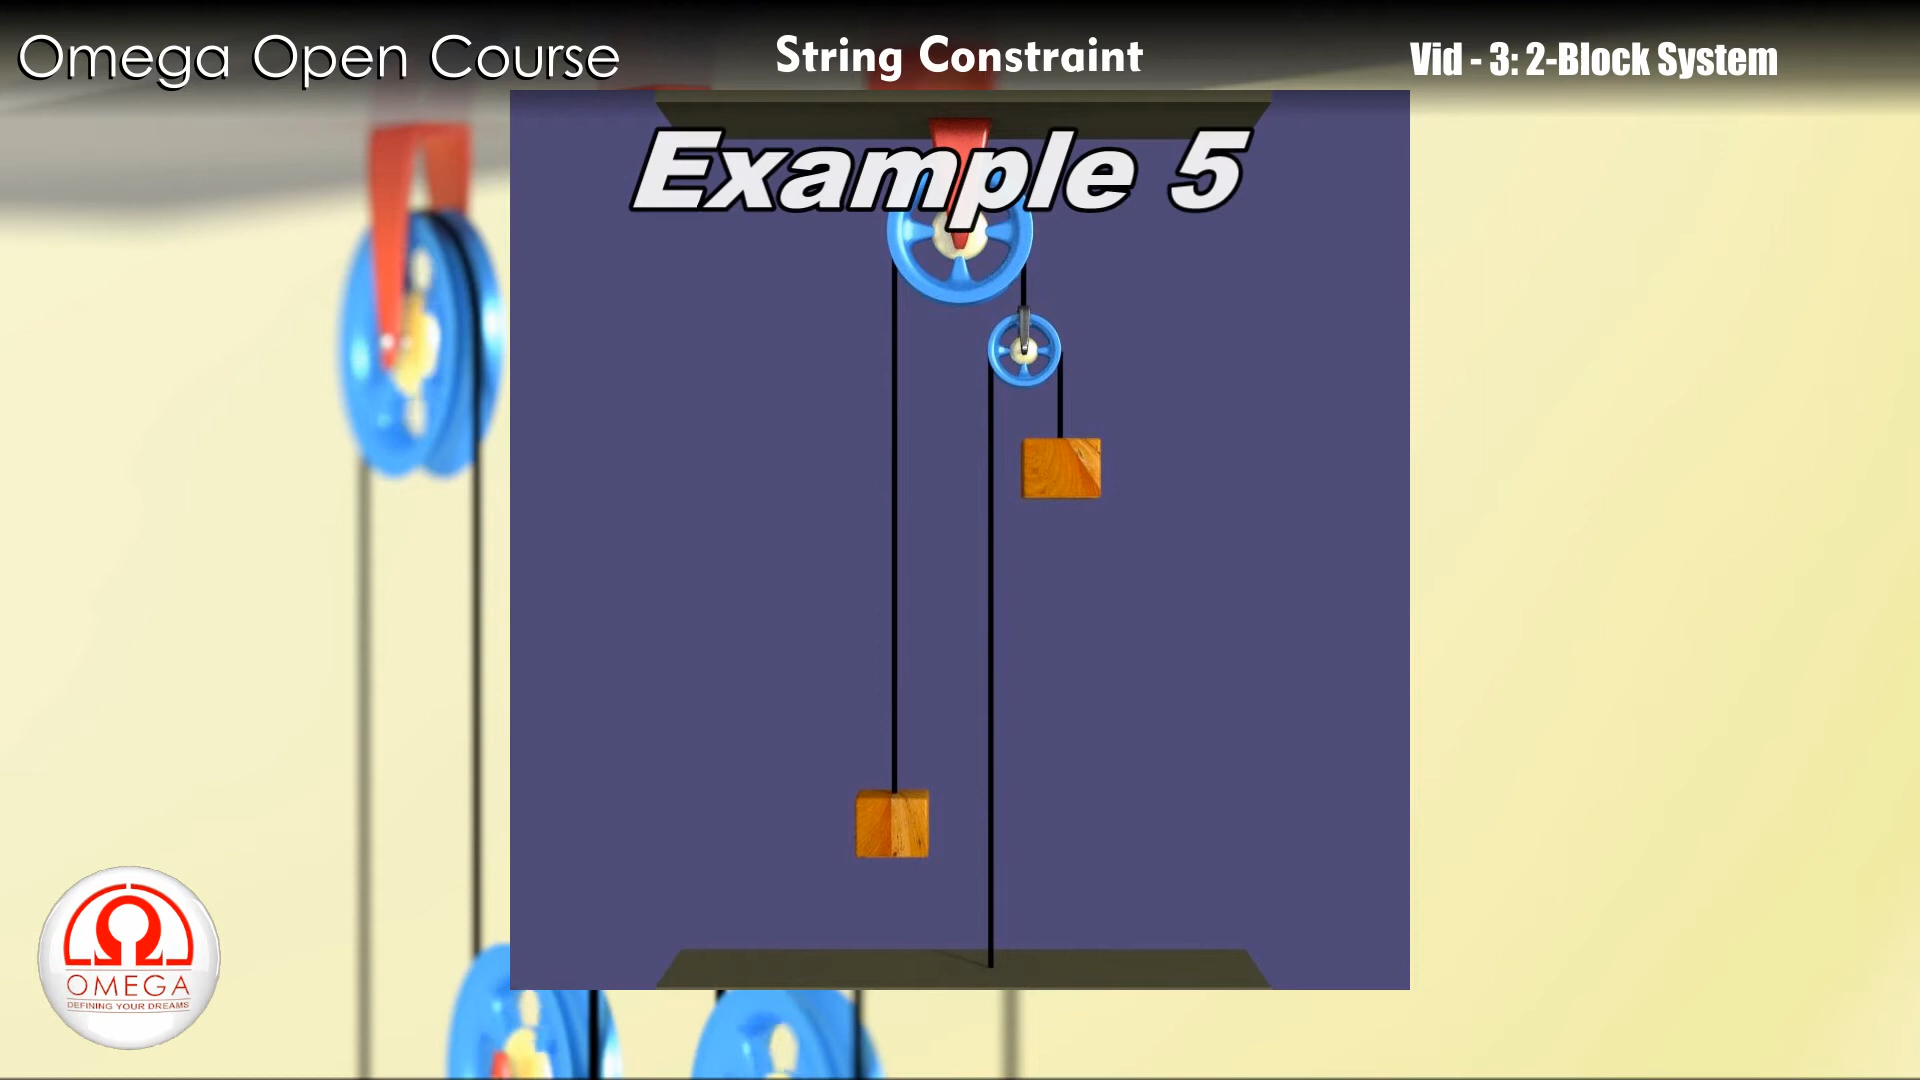 Omega Open Course
String Constraint
Vid - 3: 2-Block System
Example 5
OMEGA
DEFINING YOUR DREAMS